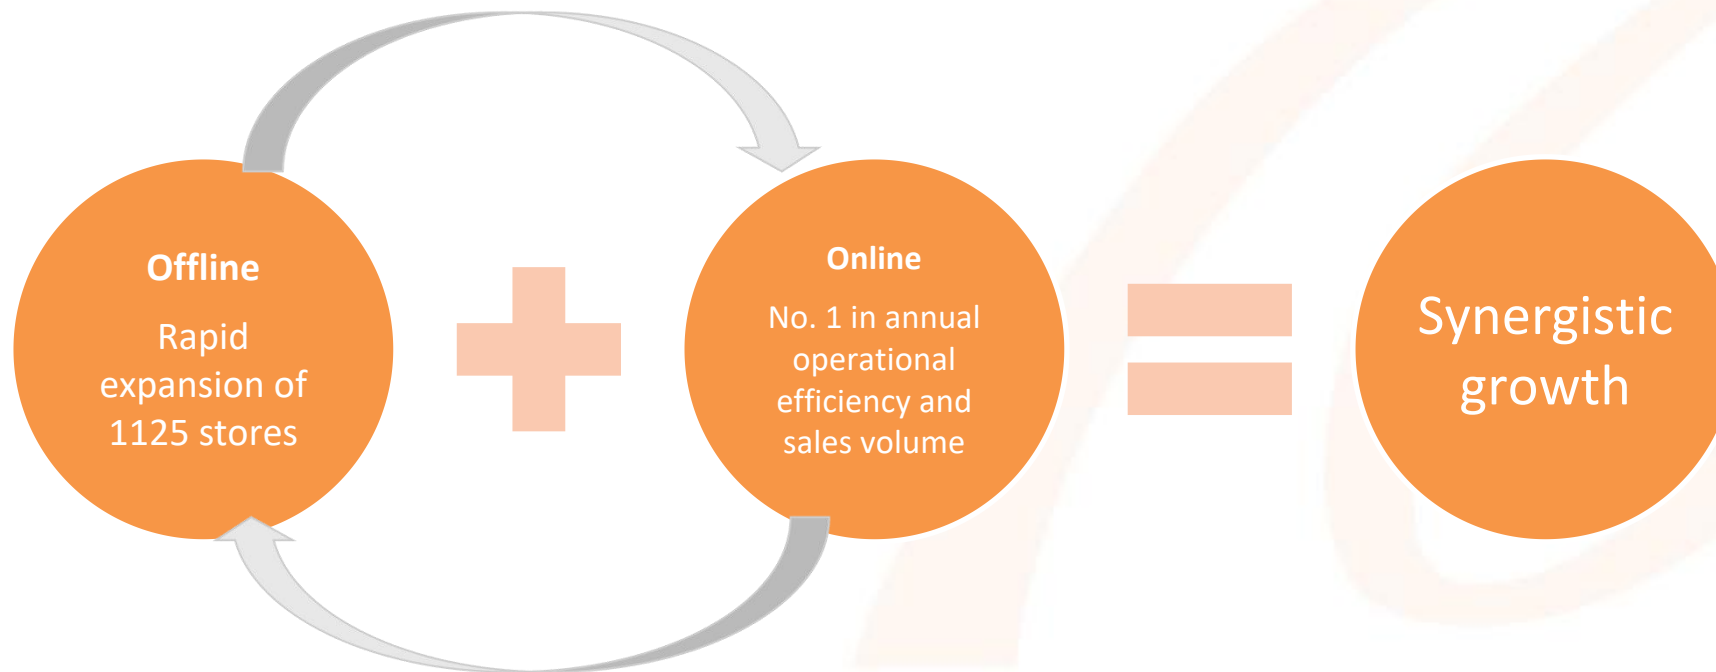 Offline
Rapid
expansion of
1125 stores
Online
No. 1 in annual
operational
efficiency and
sales volume
Synergistic
growth